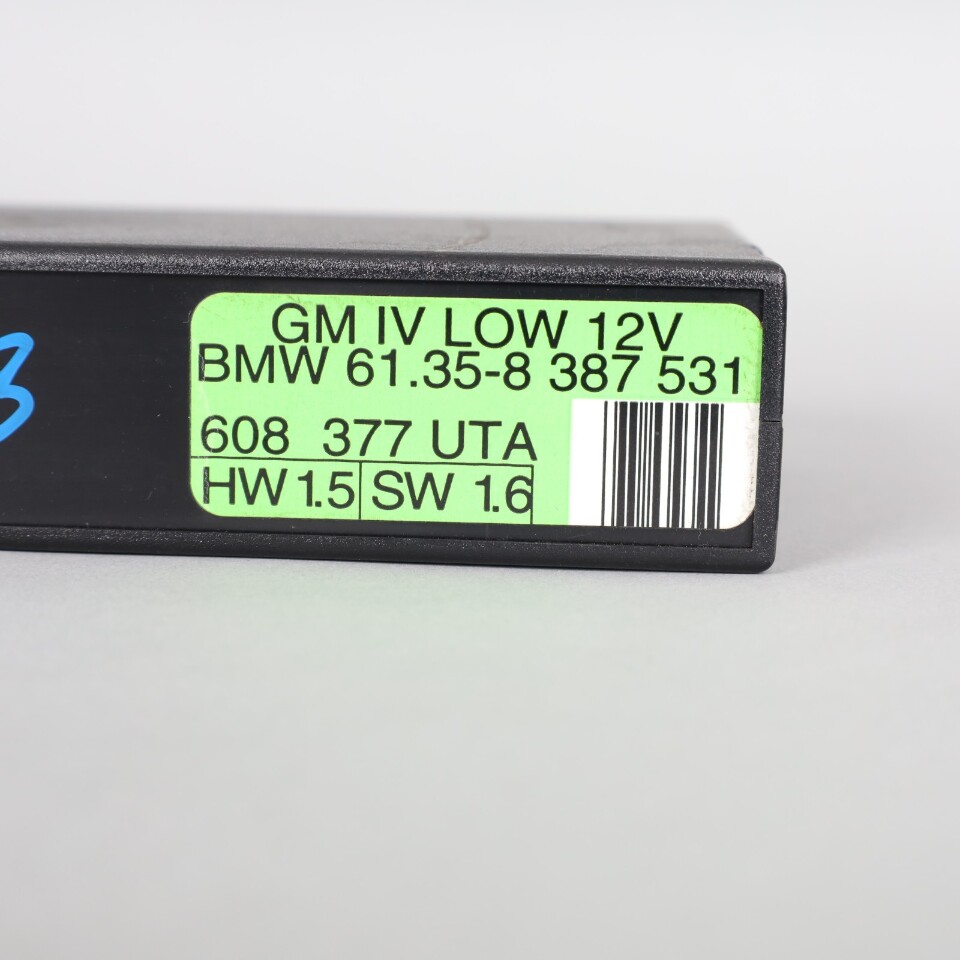 3
GM IV LOW 12V
BMW 61.35-8 387 531
608 377 UTA
HW 1.5 SW 1.6